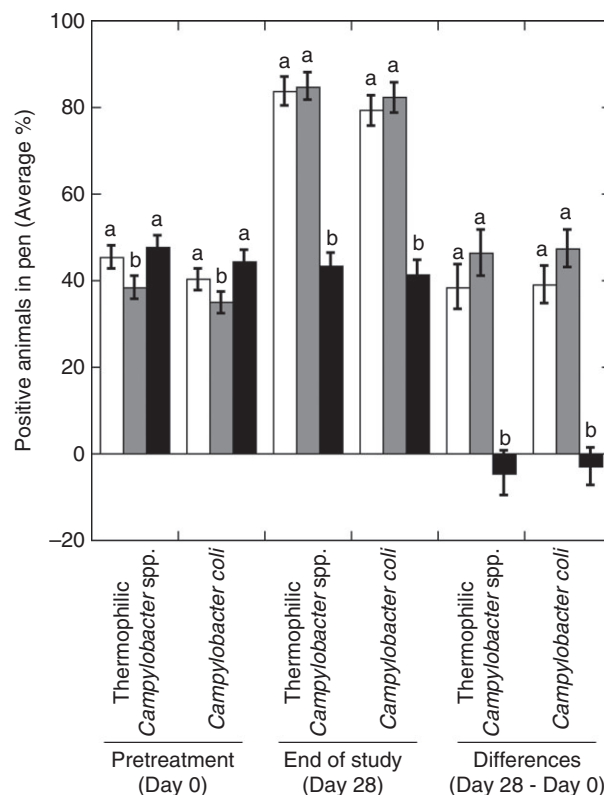 Positive animals in pen (Average %)
100
80
60
40
20
0
–20
a
b
a
a
b
a
a
a
b
a
a
b
a
a
b
a
a
b
Thermophilic
Campylobacter spp.
Campylobacter coli
Thermophilic
Campylobacter spp.
Campylobacter coli
Thermophilic
Campylobacter spp.
Campylobacter coli
Pretreatment
(Day 0)
End of study
(Day 28)
Differences
(Day 28 - Day 0)